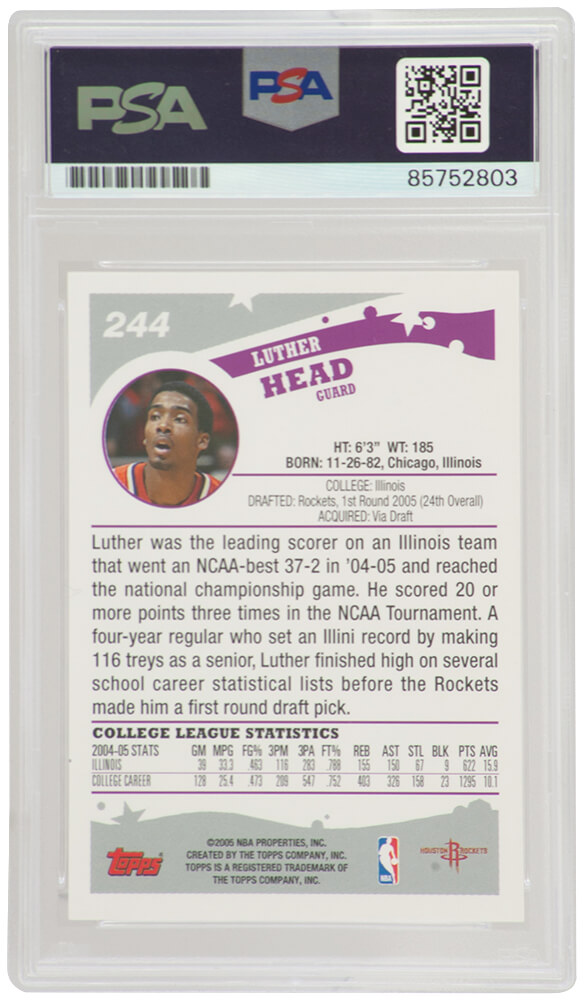 PSA
PSA
85752803
244
LUTHER
HEAD
GUARD
HT: 6'3" WT: 185
BORN: 11-26-82, Chicago, Illinois
COLLEGE: Illinois
DRAFTED: Rockets, 1st Round 2005 (24th Overall)
ACQUIRED: Via Draft
Luther was the leading scorer on an Illinois team
that went an NCAA-best 37-2 in '04-05 and reached
the national championship game. He scored 20 or
more points three times in the NCAA Tournament. A
four-year regular who set an Illini record by making
116 treys as a senior, Luther finished high on several
school career statistical lists before the Rockets
made him a first round draft pick.
COLLEGE LEAGUE STATISTICS
2004-05 STATS GM MPG FG% 3PM 3PA FT% REB AST STL BLK PTS AVG
ILLINOIS 39 33.3 .463 116 283 .788 155 150 67 9 622 15.9
COLLEGE CAREER 128 25.4 .473 209 547 .752 403 326 158 23 1295 10.1
©2005 NBA PROPERTIES, INC.
CREATED BY THE TOPPS COMPANY, INC.
TOPPS IS A REGISTERED TRADEMARK OF
THE TOPPS COMPANY, INC.
Topps
NBA
HOUSTON ROCKETS